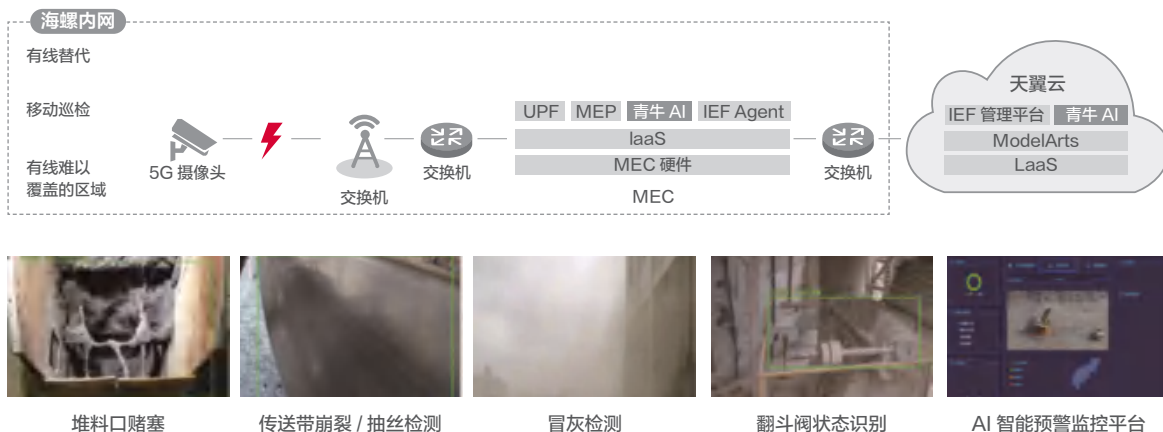 海螺内网
有线替代
移动巡检
有线难以
覆盖的区域
5G 摄像头
交换机
交换机
UPF MEP 青牛 AI IEF Agent
IaaS
MEC 硬件
MEC
交换机
天翼云
IEF 管理平台 青牛 AI
ModelArts
LaaS
堆料口赌塞
传送带崩裂 / 抽丝检测
冒灰检测
翻斗阀状态识别
AI 智能预警监控平台